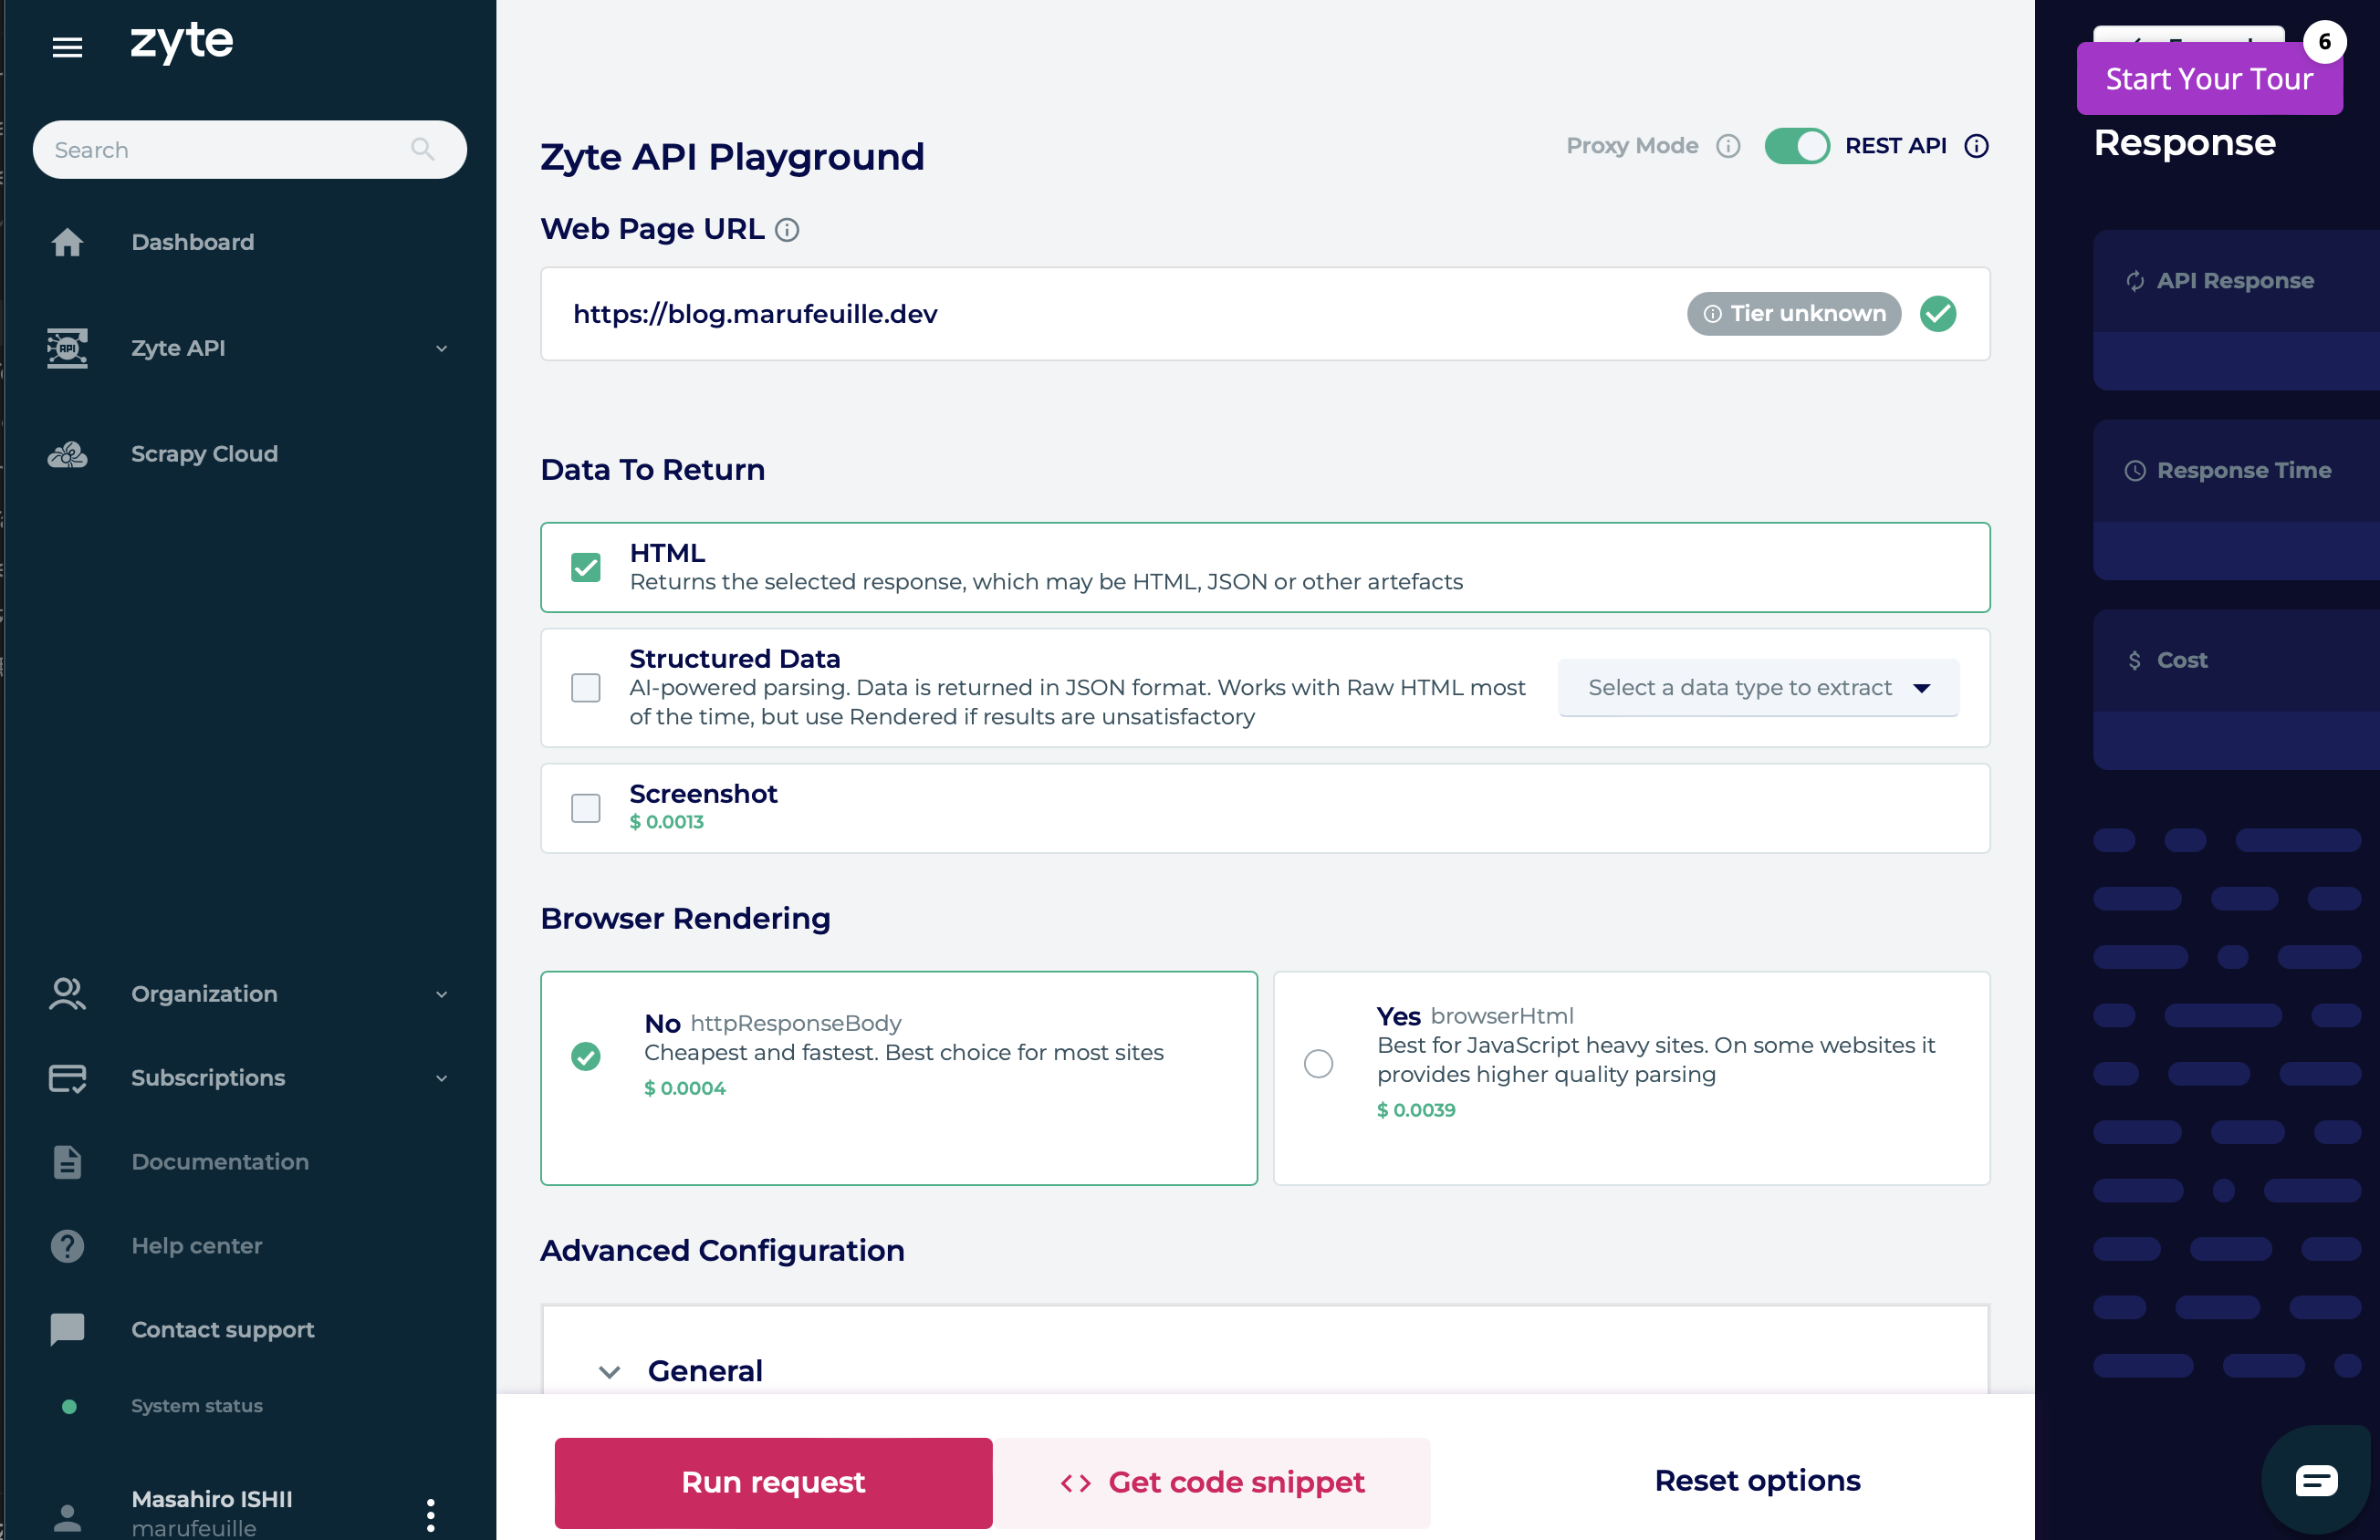 zyte
Search
Dashboard
Zyte API
API
Scrapy Cloud
Organization
Subscriptions
Documentation
Help center
Contact support
System status
Masahiro ISHII
marufeuille
Zyte API Playground
Proxy Mode
REST API
Web Page URL
https://blog.marufeuille.dev
Tier unknown
Data To Return
HTML
Returns the selected response, which may be HTML, JSON or other artefacts
Structured Data
AI-powered parsing. Data is returned in JSON format. Works with Raw HTML most
of the time, but use Rendered if results are unsatisfactory
Select a data type to extract
Screenshot
$ 0.0013
Browser Rendering
No httpResponseBody
Cheapest and fastest. Best choice for most sites
$ 0.0004
Yes browserHtml
Best for JavaScript heavy sites. On some websites it
provides higher quality parsing
$ 0.0039
Advanced Configuration
General
Run request
<> Get code snippet
Reset options
6
Start Your Tour
Response
API Response
Response Time
$ Cost